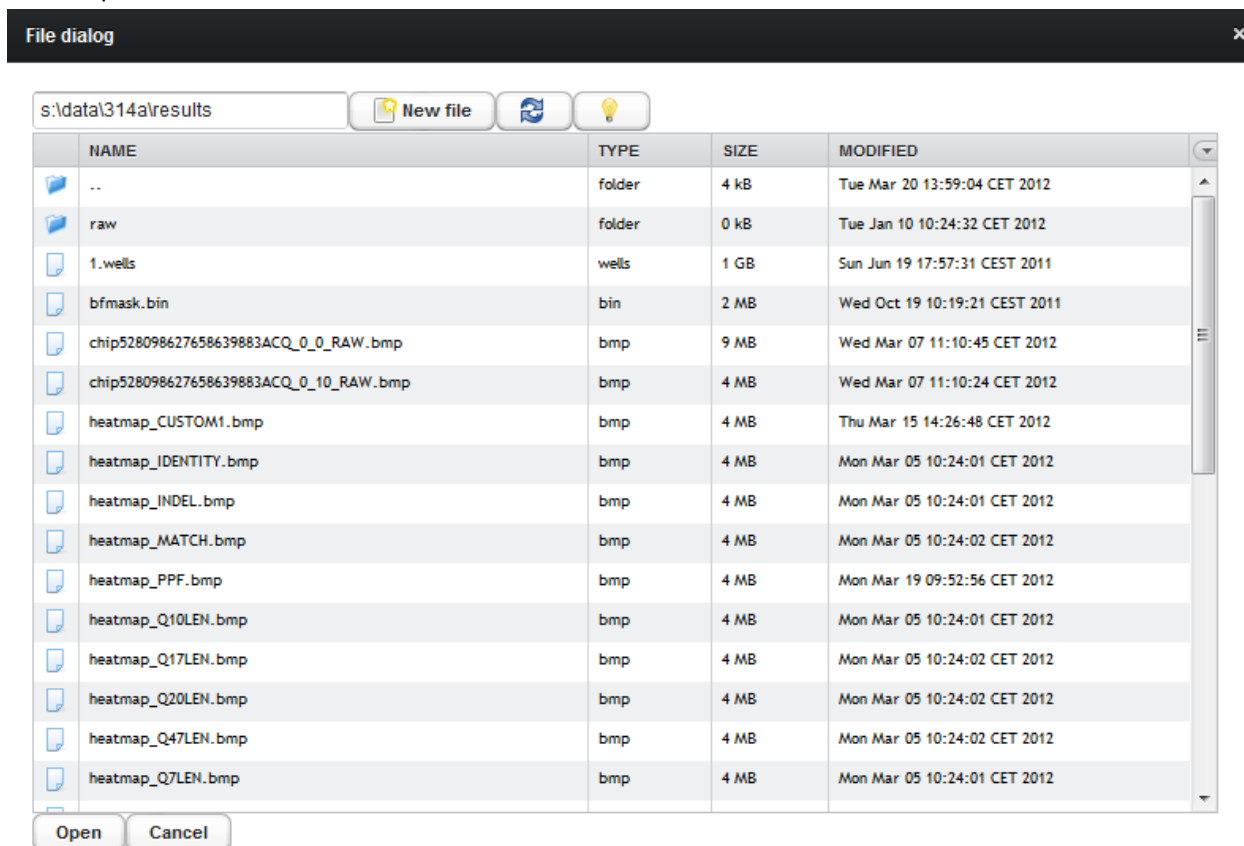 File dialog ×
s:\data\314a\results New file
NAME TYPE SIZE MODIFIED
.. folder 4 kB Tue Mar 20 13:59:04 CET 2012
raw folder 0 kB Tue Jan 10 10:24:32 CET 2012
1.wells wells 1 GB Sun Jun 19 17:57:31 CEST 2011
bfmask.bin bin 2 MB Wed Oct 19 10:19:21 CEST 2011
chip528098627658639883ACQ_0_0_RAW.bmp bmp 9 MB Wed Mar 07 11:10:45 CET 2012
chip528098627658639883ACQ_0_10_RAW.bmp bmp 4 MB Wed Mar 07 11:10:24 CET 2012
heatmap_CUSTOM1.bmp bmp 4 MB Thu Mar 15 14:26:48 CET 2012
heatmap_IDENTITY.bmp bmp 4 MB Mon Mar 05 10:24:01 CET 2012
heatmap_INDEL.bmp bmp 4 MB Mon Mar 05 10:24:01 CET 2012
heatmap_MATCH.bmp bmp 4 MB Mon Mar 05 10:24:02 CET 2012
heatmap_PPF.bmp bmp 4 MB Mon Mar 19 09:52:56 CET 2012
heatmap_Q10LEN.bmp bmp 4 MB Mon Mar 05 10:24:01 CET 2012
heatmap_Q17LEN.bmp bmp 4 MB Mon Mar 05 10:24:02 CET 2012
heatmap_Q20LEN.bmp bmp 4 MB Mon Mar 05 10:24:02 CET 2012
heatmap_Q47LEN.bmp bmp 4 MB Mon Mar 05 10:24:02 CET 2012
heatmap_Q7LEN.bmp bmp 4 MB Mon Mar 05 10:24:01 CET 2012
Open Cancel